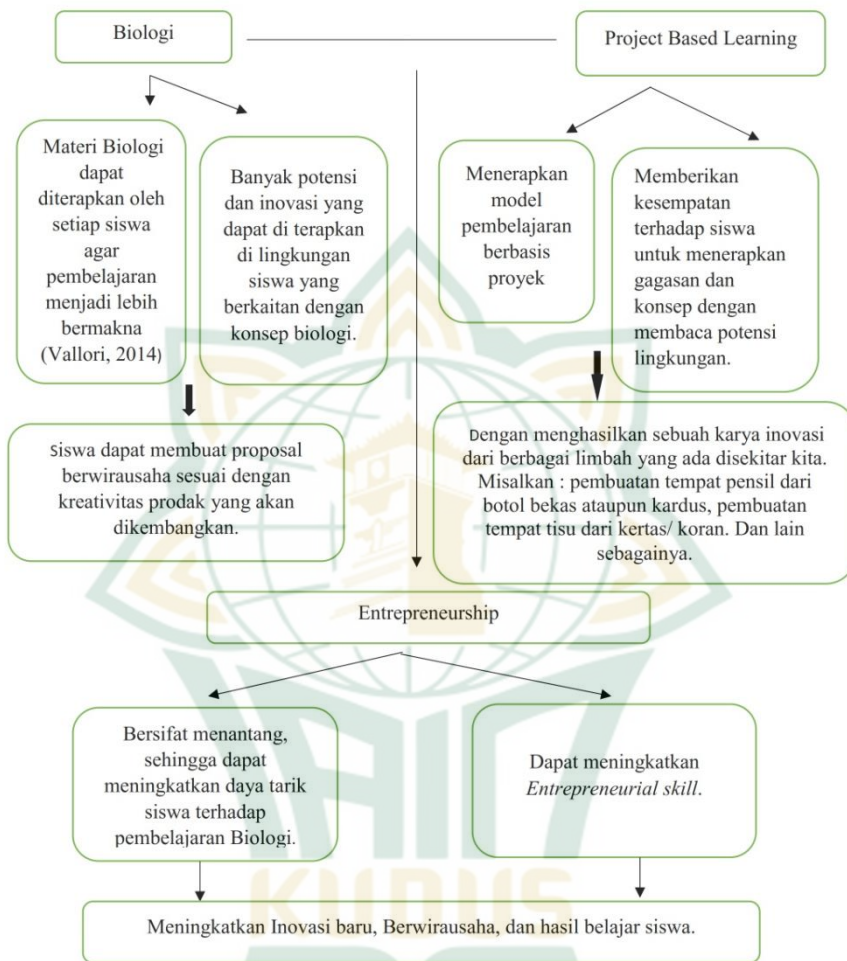 Biologi
Project Based Learning
Materi Biologi
dapat
diterapkan oleh
setiap siswa
agar
pembelajaran
menjadi lebih
bermakna
(Vallori, 2014)
Banyak potensi
dan inovasi yang
dapat di terapkan
di lingkungan
siswa yang
berkaitan dengan
konsep biologi.
Menerapkan
model
pembelajaran
berbasis
proyek
Memberikan
kesempatan
terhadap siswa
untuk menerapkan
gagasan dan
konsep dengan
membaca potensi
lingkungan.
Siswa dapat membuat proposal
berwirausaha sesuai dengan
kreativitas prodak yang akan
dikembangkan.
Dengan menghasilkan sebuah karya inovasi
dari berbagai limbah yang ada disekitar kita.
Misalkan : pembuatan tempat pensil dari
botol bekas ataupun kardus, pembuatan
tempat tisu dari kertas/ koran. Dan lain
sebagainya.
Entrepreneurship
Bersifat menantang,
sehingga dapat
meningkatkan daya tarik
siswa terhadap
pembelajaran Biologi.
Dapat meningkatkan
Entrepreneurial skill.
Meningkatkan Inovasi baru, Berwirausaha, dan hasil belajar siswa.
IAIN
KUDUS